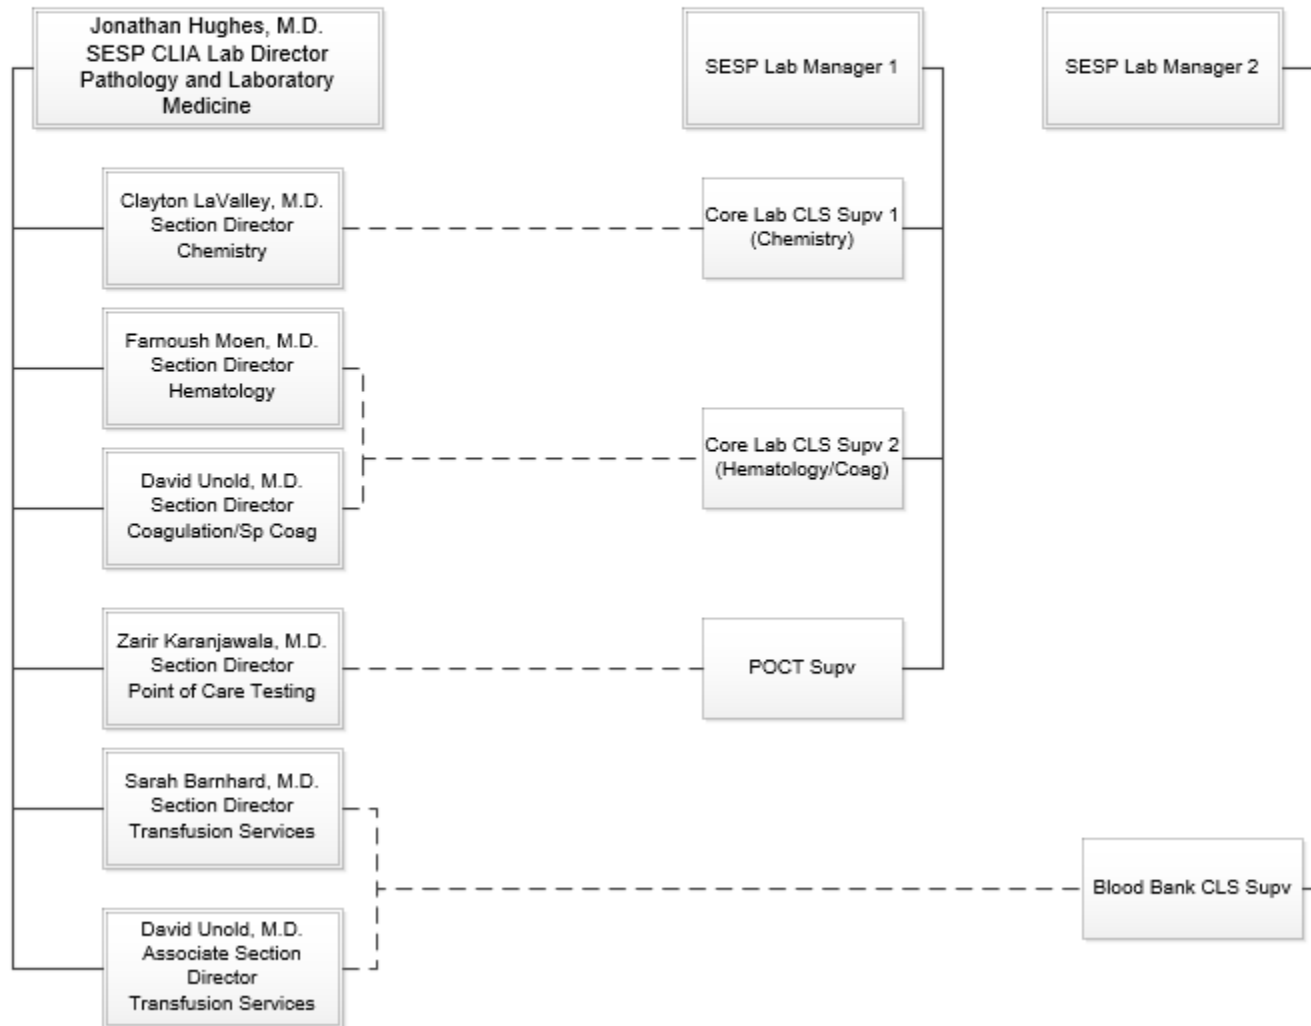 Jonathan Hughes, M.D.
SESP CLIA Lab Director
Pathology and Laboratory
Medicine
SESP Lab Manager 1
SESP Lab Manager 2
Clayton LaValley, M.D.
Section Director
Chemistry
Core Lab CLS Supv 1
(Chemistry)
Farnoush Moen, M.D.
Section Director
Hematology
Core Lab CLS Supv 2
(Hematology/Coag)
David Unold, M.D.
Section Director
Coagulation/Sp Coag
Zarir Karanjawala, M.D.
Section Director
Point of Care Testing
POCT Supv
Sarah Barnhard, M.D.
Section Director
Transfusion Services
Blood Bank CLS Supv
David Unold, M.D.
Associate Section
Director
Transfusion Services